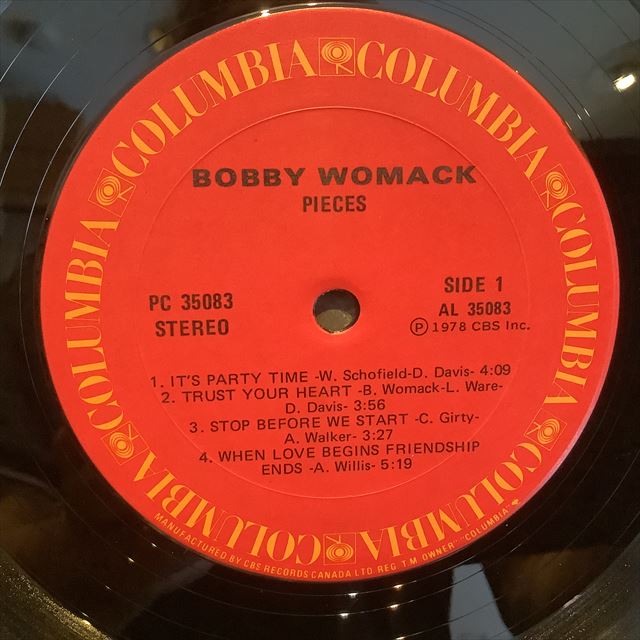 COLUMBIA COLUMBIA COLUMBIA COLUMBIA COLUMBIA COLUMBIA COLUMBIA
BOBBY WOMACK
PIECES
PC 35083
STEREO
SIDE 1
AL 35083
Ⓟ 1978 CBS Inc.
1. IT'S PARTY TIME -W. Schofield-D. Davis- 4:09
2. TRUST YOUR HEART -B. Womack-L. Ware-
D. Davis- 3:56
3. STOP BEFORE WE START -C. Girty-
A. Walker- 3:27
4. WHEN LOVE BEGINS FRIENDSHIP
ENDS -A. Willis- 5:19
MANUFACTURED BY CBS RECORDS CANADA LTD. REG. T.M. OWNER "COLUMBIA"